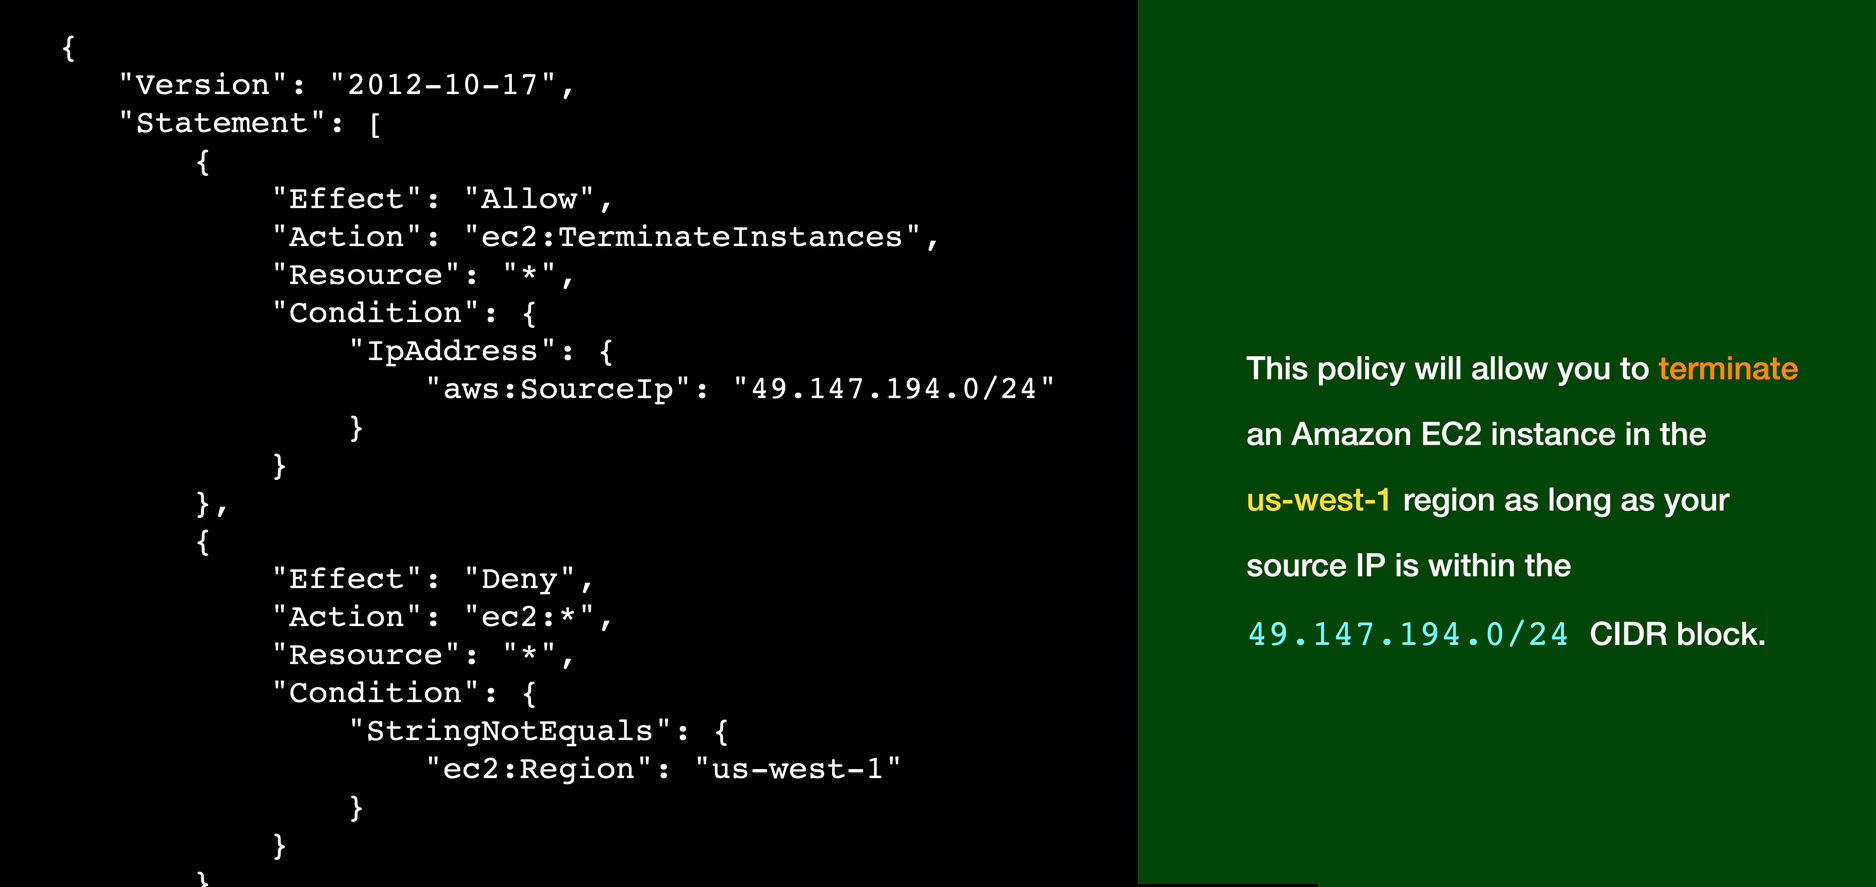 {
"Version": "2012-10-17",
"Statement": [
{
"Effect": "Allow",
"Action": "ec2:TerminateInstances",
"Resource": "*",
"Condition": {
"IpAddress": {
"aws:SourceIp": "49.147.194.0/24"
}
}
},
{
"Effect": "Deny",
"Action": "ec2:*",
"Resource": "*",
"Condition": {
"StringNotEquals": {
"ec2:Region": "us-west-1"
}
}
}
This policy will allow you to terminate
an Amazon EC2 instance in the
us-west-1 region as long as your
source IP is within the
49.147.194.0/24 CIDR block.